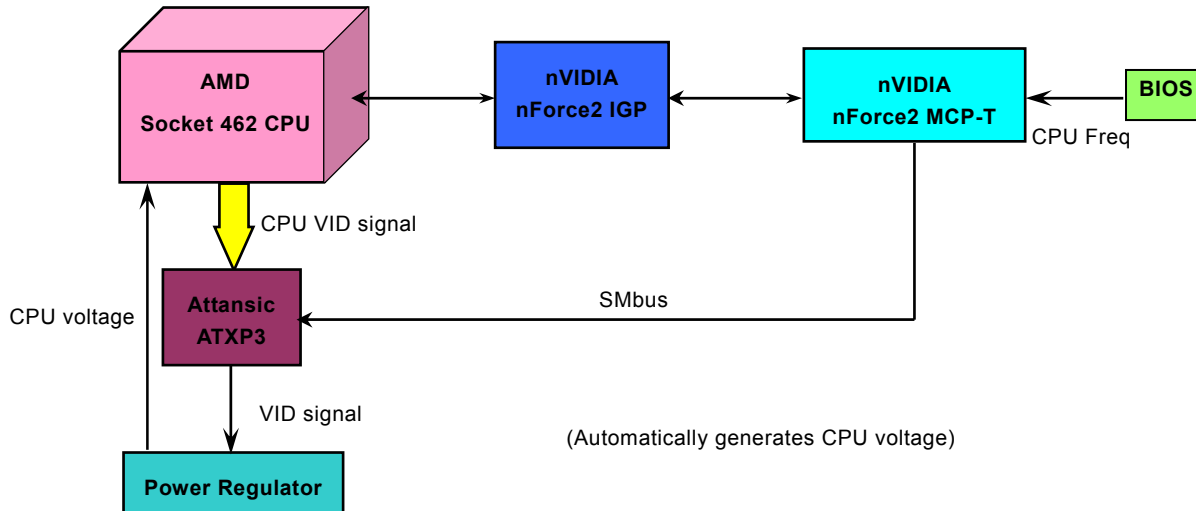 AMD
Socket 462 CPU
nVIDIA
nForce2 IGP
nVIDIA
nForce2 MCP-T
BIOS
CPU Freq
CPU VID signal
Attansic
ATXP3
SMbus
CPU voltage
VID signal
(Automatically generates CPU voltage)
Power Regulator